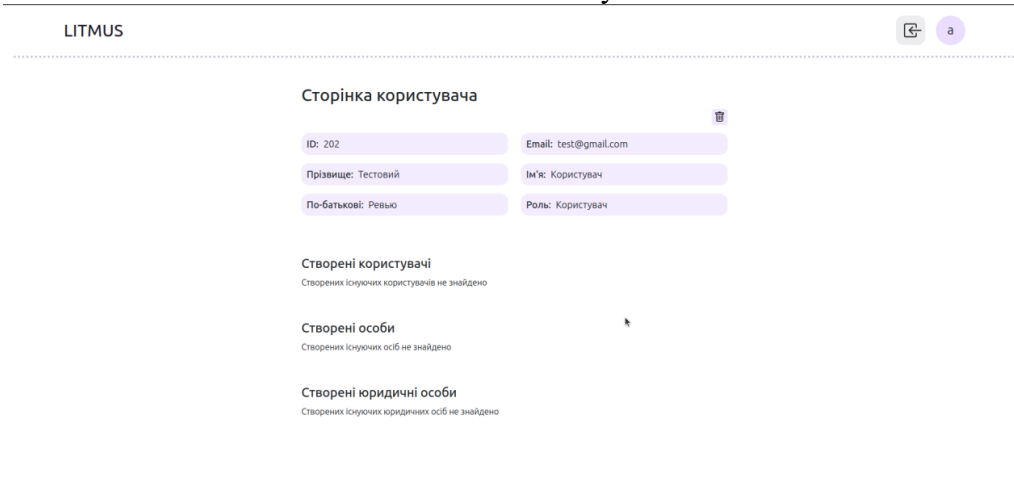 LITMUS
a
Сторінка користувача
ID: 202
Email: test@gmail.com
Прізвище: Тестовий
Ім'я: Користувач
По-батькові: Ревью
Роль: Користувач
Створені користувачі
Створених існуючих користувачів не знайдено
Створені особи
Створених існуючих осіб не знайдено
Створені юридичні особи
Створених існуючих юридичних осіб не знайдено